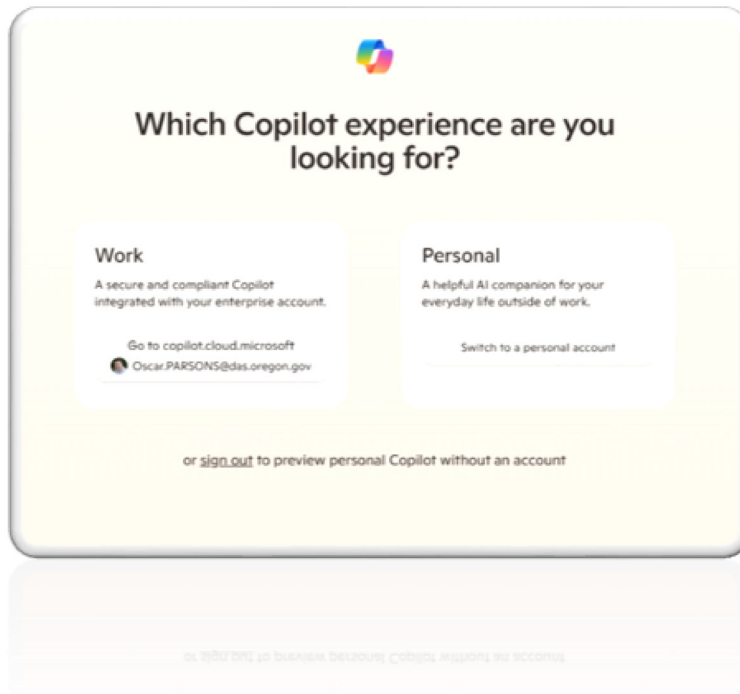 Which Copilot experience are you
looking for?
Work
A secure and compliant Copilot
integrated with your enterprise account.
Go to copilot.cloud.microsoft
Oscar.PARSONS@das.oregon.gov
Personal
A helpful AI companion for your
everyday life outside of work.
Switch to a personal account
or sign out to preview personal Copilot without an account